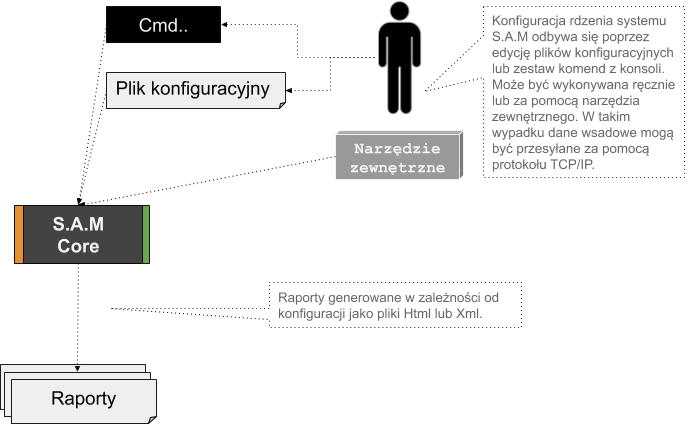 Cmd..
Plik konfiguracyjny
Konfiguracja rdzenia systemu
S.A.M odbywa się poprzez
edycję plików konfiguracyjnych
lub zestaw komend z konsoli.
Może być wykonywana ręcznie
lub za pomocą narzędzia
zewnętrznego. W takim
wypadku dane wsadowe mogą
być przesyłane za pomocą
protokołu TCP/IP.
Narzędzie
zewnętrzne
S.A.M
Core
Raporty generowane w zależności od
konfiguracji jako pliki Html lub Xml.
Raporty